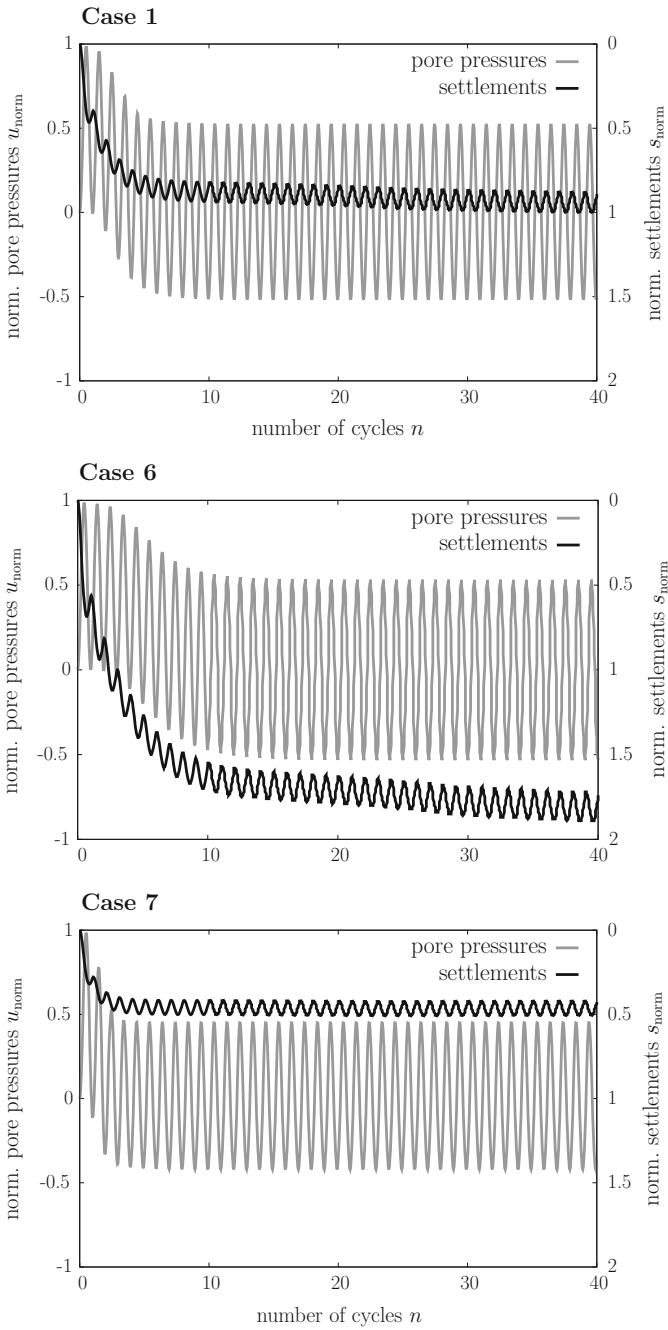 Case 1
pore pressures
settlements
1
0.5
0
-0.5
-1
0
0.5
1
1.5
2
norm. pore pressures u_norm
norm. settlements s_norm
0 10 20 30 40
number of cycles n
Case 6
pore pressures
settlements
1
0.5
0
-0.5
-1
0
0.5
1
1.5
2
norm. pore pressures u_norm
norm. settlements s_norm
0 10 20 30 40
Case 7
pore pressures
settlements
1
0.5
0
-0.5
-1
0
0.5
1
1.5
2
norm. pore pressures u_norm
norm. settlements s_norm
0 10 20 30 40
number of cycles n